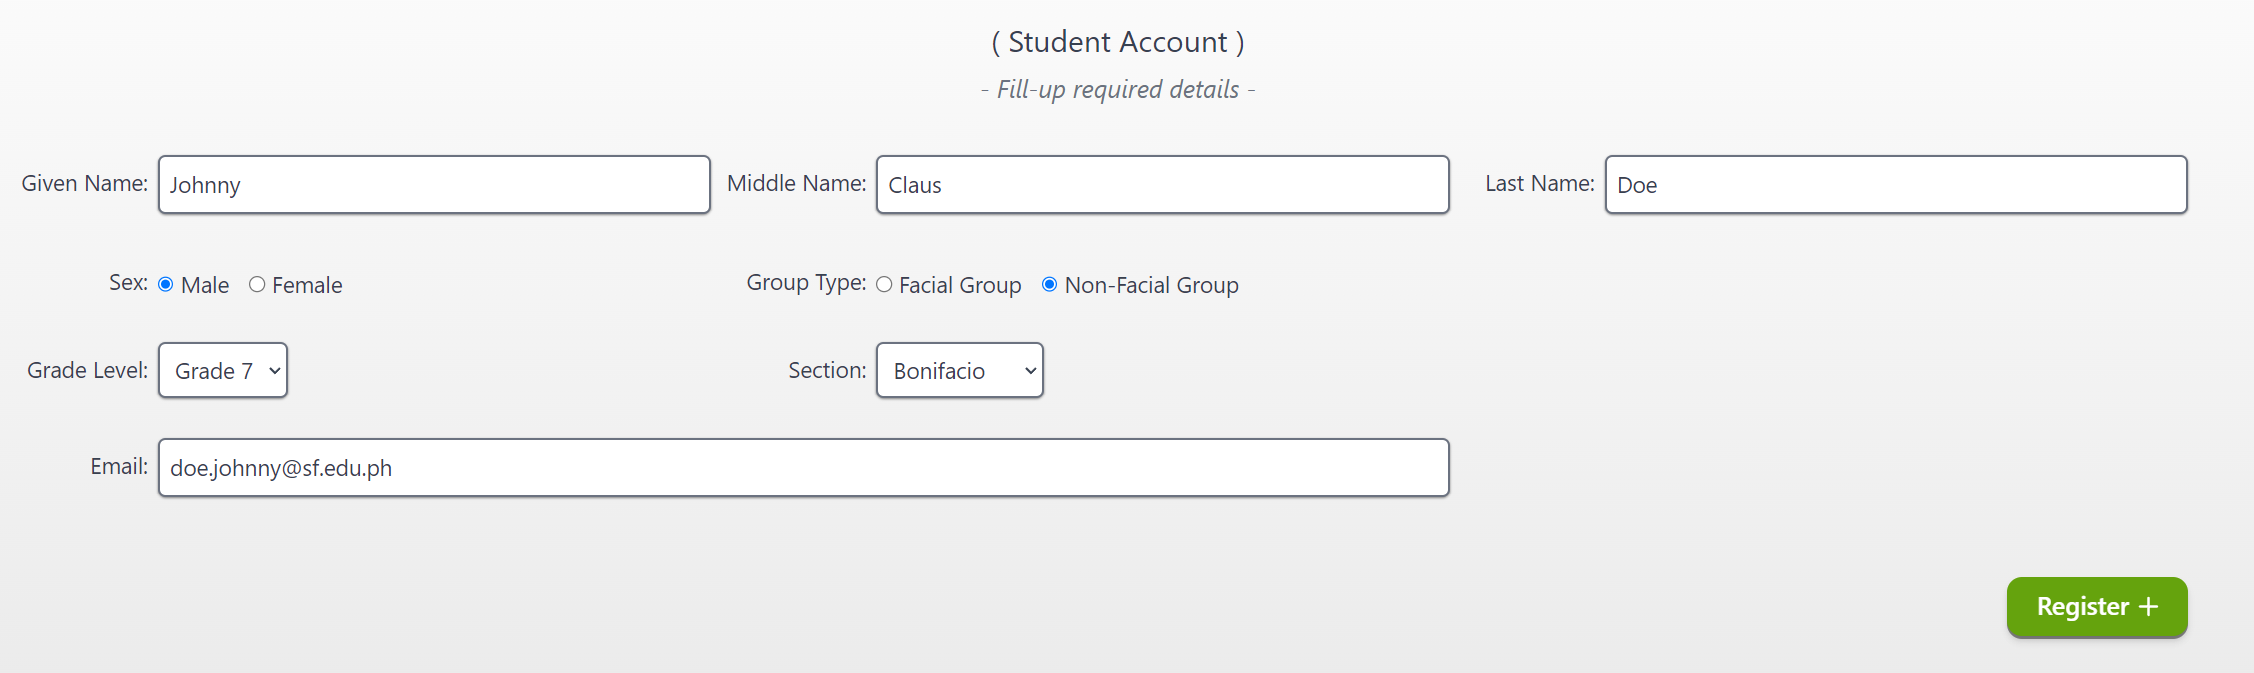 ( Student Account )
- Fill-up required details -
Given Name: Johnny Middle Name: Claus Last Name: Doe
Sex: Male Female Group Type: Facial Group Non-Facial Group
Grade Level: Grade 7 Section: Bonifacio
Email: doe.johnny@sf.edu.ph
Register +